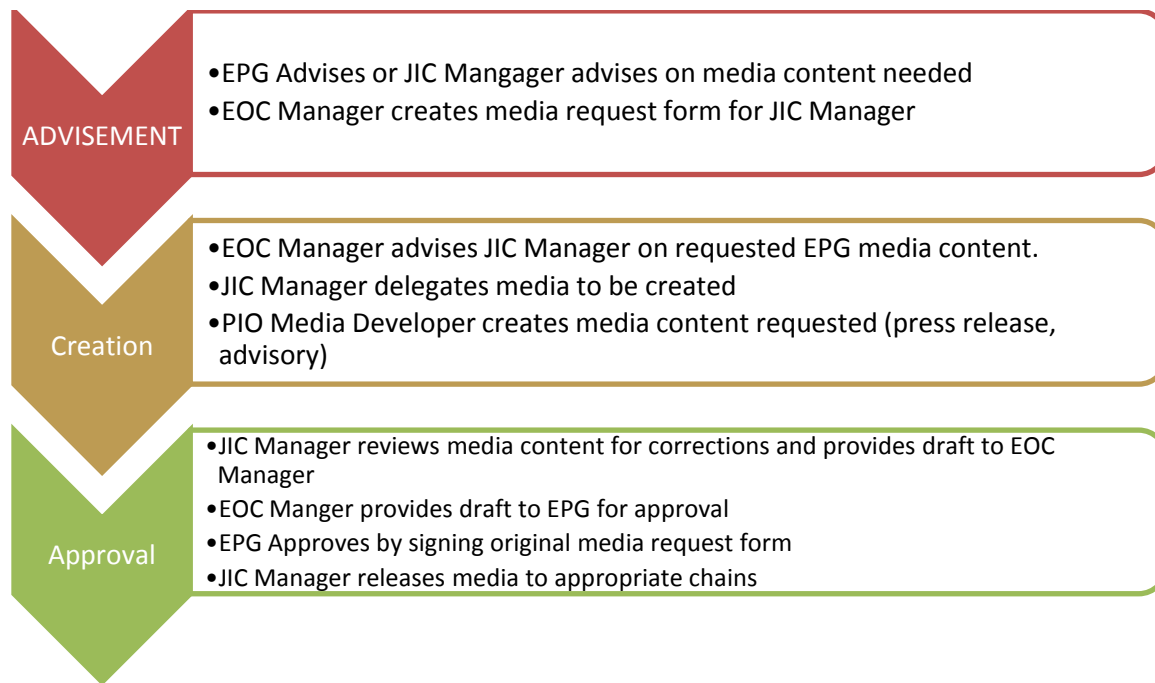 ADVISEMENT
•EPG Advises or JIC Mangager advises on media content needed
•EOC Manager creates media request form for JIC Manager
Creation
•EOC Manager advises JIC Manager on requested EPG media content.
•JIC Manager delegates media to be created
•PIO Media Developer creates media content requested (press release,
advisory)
Approval
•JIC Manager reviews media content for corrections and provides draft to EOC
Manager
•EOC Manger provides draft to EPG for approval
•EPG Approves by signing original media request form
•JIC Manager releases media to appropriate chains